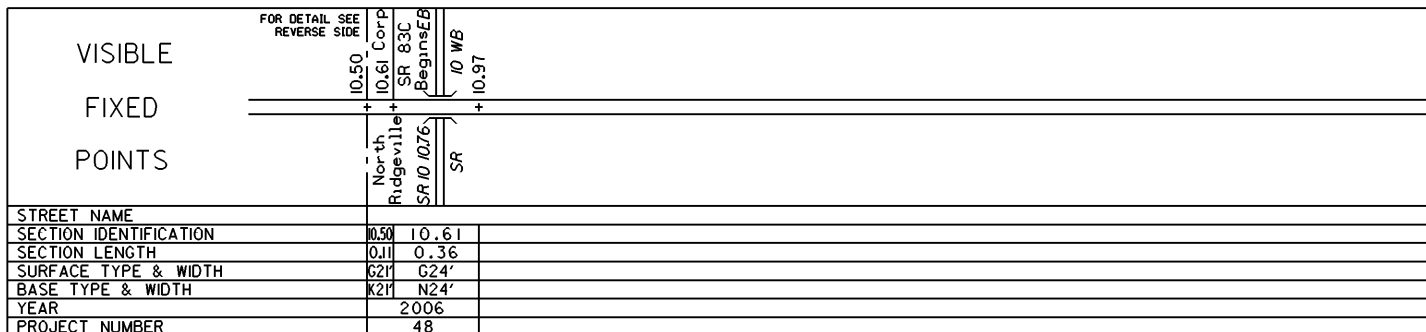 FOR DETAIL SEE
REVERSE SIDE
VISIBLE
FIXED
POINTS
10.50
10.61 Corp
SR 83C
Begins
EB
10 WB
10.97
North
Ridgeville
SR 10 10.76
SR
STREET NAME
SECTION IDENTIFICATION 10.50 10.61
SECTION LENGTH 0.11 0.36
SURFACE TYPE & WIDTH G21' G24'
BASE TYPE & WIDTH K21' N24'
YEAR 2006
PROJECT NUMBER 48